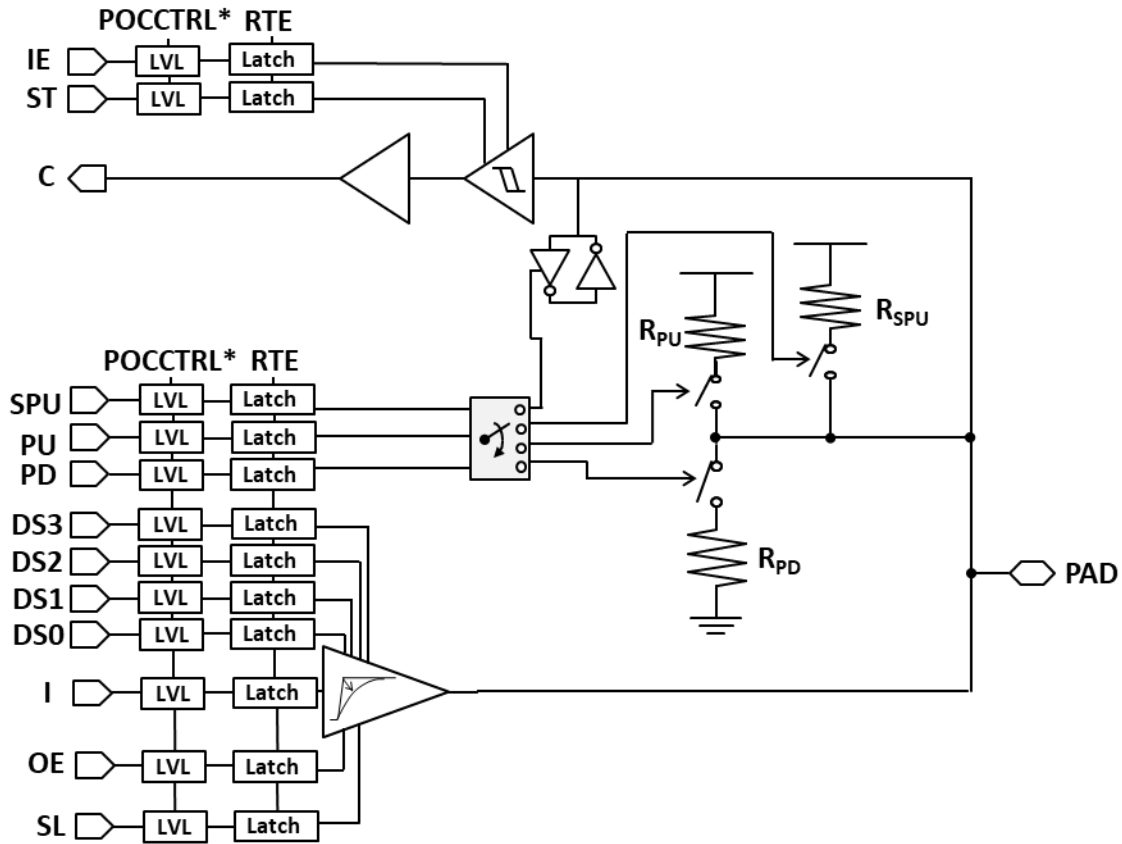 POCCTRL* RTE
IE LVL Latch
ST LVL Latch
C
R_SPU
R_PU
POCCTRL* RTE
SPU LVL Latch
PU LVL Latch
PD LVL Latch
DS3 LVL Latch
DS2 LVL Latch
R_PD
PAD
DS1 LVL Latch
DS0 LVL Latch
I LVL Latch
OE LVL Latch
SL LVL Latch